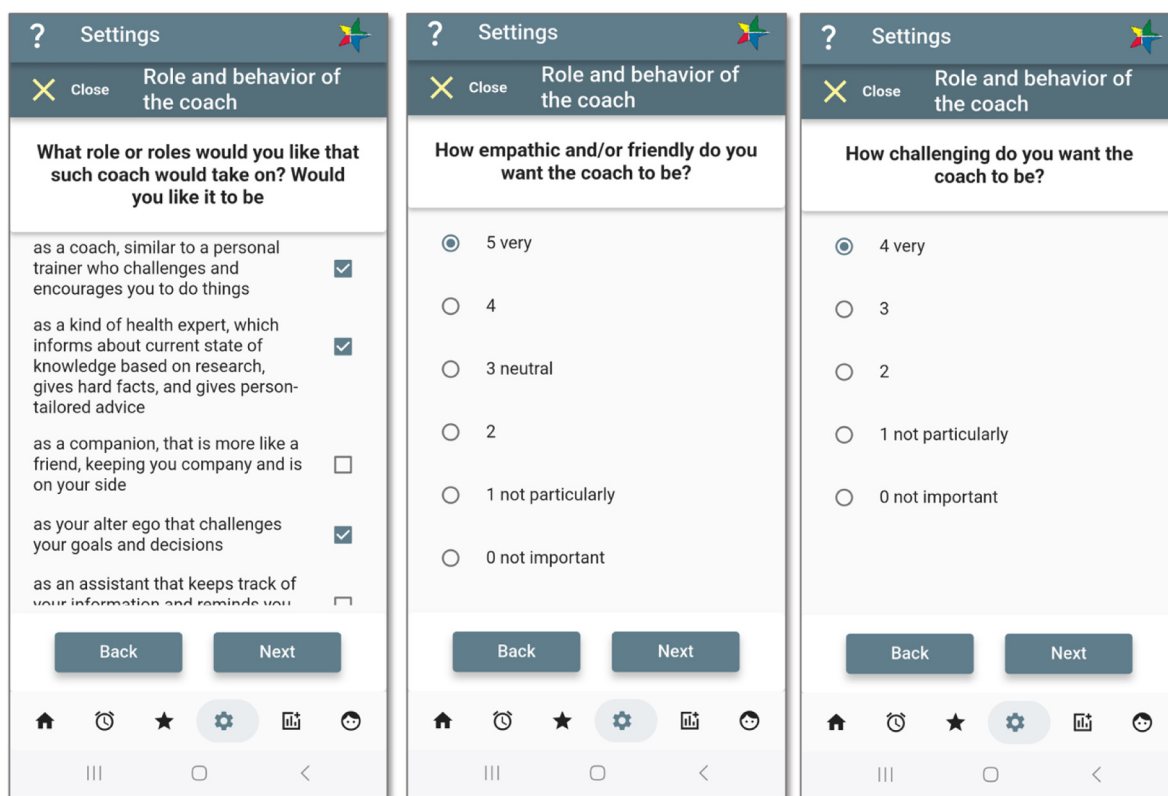 ? Settings
Close Role and behavior of
the coach
What role or roles would you like that
such coach would take on? Would
you like it to be
as a coach, similar to a personal
trainer who challenges and
encourages you to do things
as a kind of health expert, which
informs about current state of
knowledge based on research,
gives hard facts, and gives person-
tailored advice
as a companion, that is more like a
friend, keeping you company and is
on your side
as your alter ego that challenges
your goals and decisions
as an assistant that keeps track of
your information and reminds you
Back Next
? Settings
Close Role and behavior of
the coach
How empathic and/or friendly do you
want the coach to be?
5 very
4
3 neutral
2
1 not particularly
0 not important
Back Next
? Settings
Close Role and behavior of
the coach
How challenging do you want the
coach to be?
4 very
3
2
1 not particularly
0 not important
Back Next